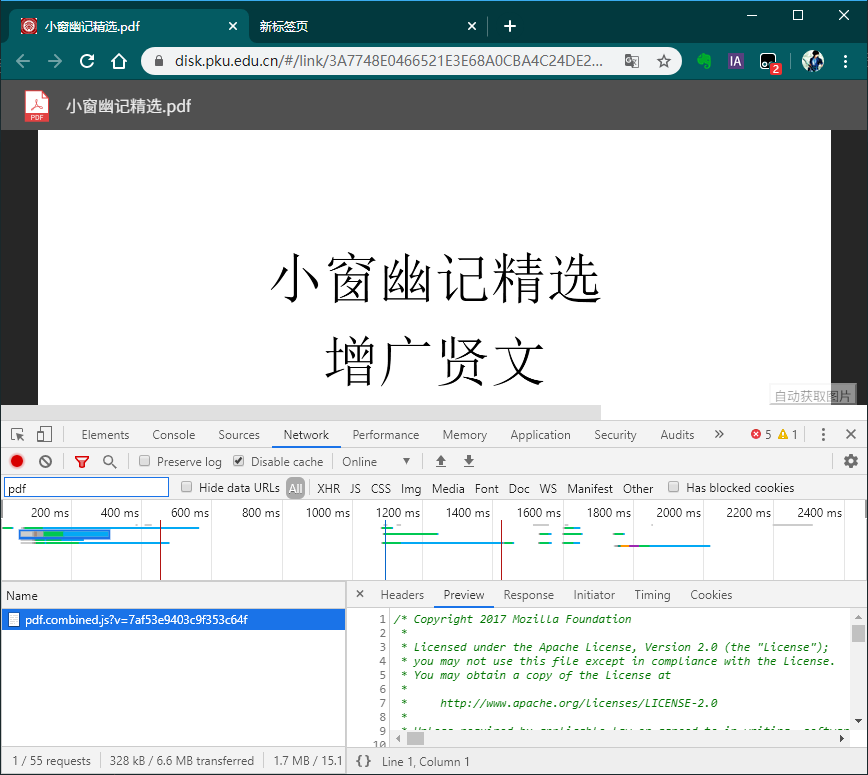 小窗幽记精选.pdf
新标签页
disk.pku.edu.cn/#/link/3A7748E0466521E3E68A0CBA4C24DE2...
IA
2
PDF
小窗幽记精选.pdf
小窗幽记精选
增广贤文
自动获取图片
Elements Console Sources Network Performance Memory Application Security Audits » 5 1
Preserve log Disable cache Online
pdf Hide data URLs All XHR JS CSS Img Media Font Doc WS Manifest Other Has blocked cookies
200 ms 400 ms 600 ms 800 ms 1000 ms 1200 ms 1400 ms 1600 ms 1800 ms 2000 ms 2200 ms 2400 ms
Name
pdf.combined.js?v=7af53e9403c9f353c64f
1 / 55 requests 328 kB / 6.6 MB transferred 1.7 MB / 15.1
Headers Preview Response Initiator Timing Cookies
1 /* Copyright 2017 Mozilla Foundation
2 *
3 * Licensed under the Apache License, Version 2.0 (the "License");
4 * you may not use this file except in compliance with the License.
5 * You may obtain a copy of the License at
6 *
7 * http://www.apache.org/licenses/LICENSE-2.0
8 *
9
10
{} Line 1, Column 1